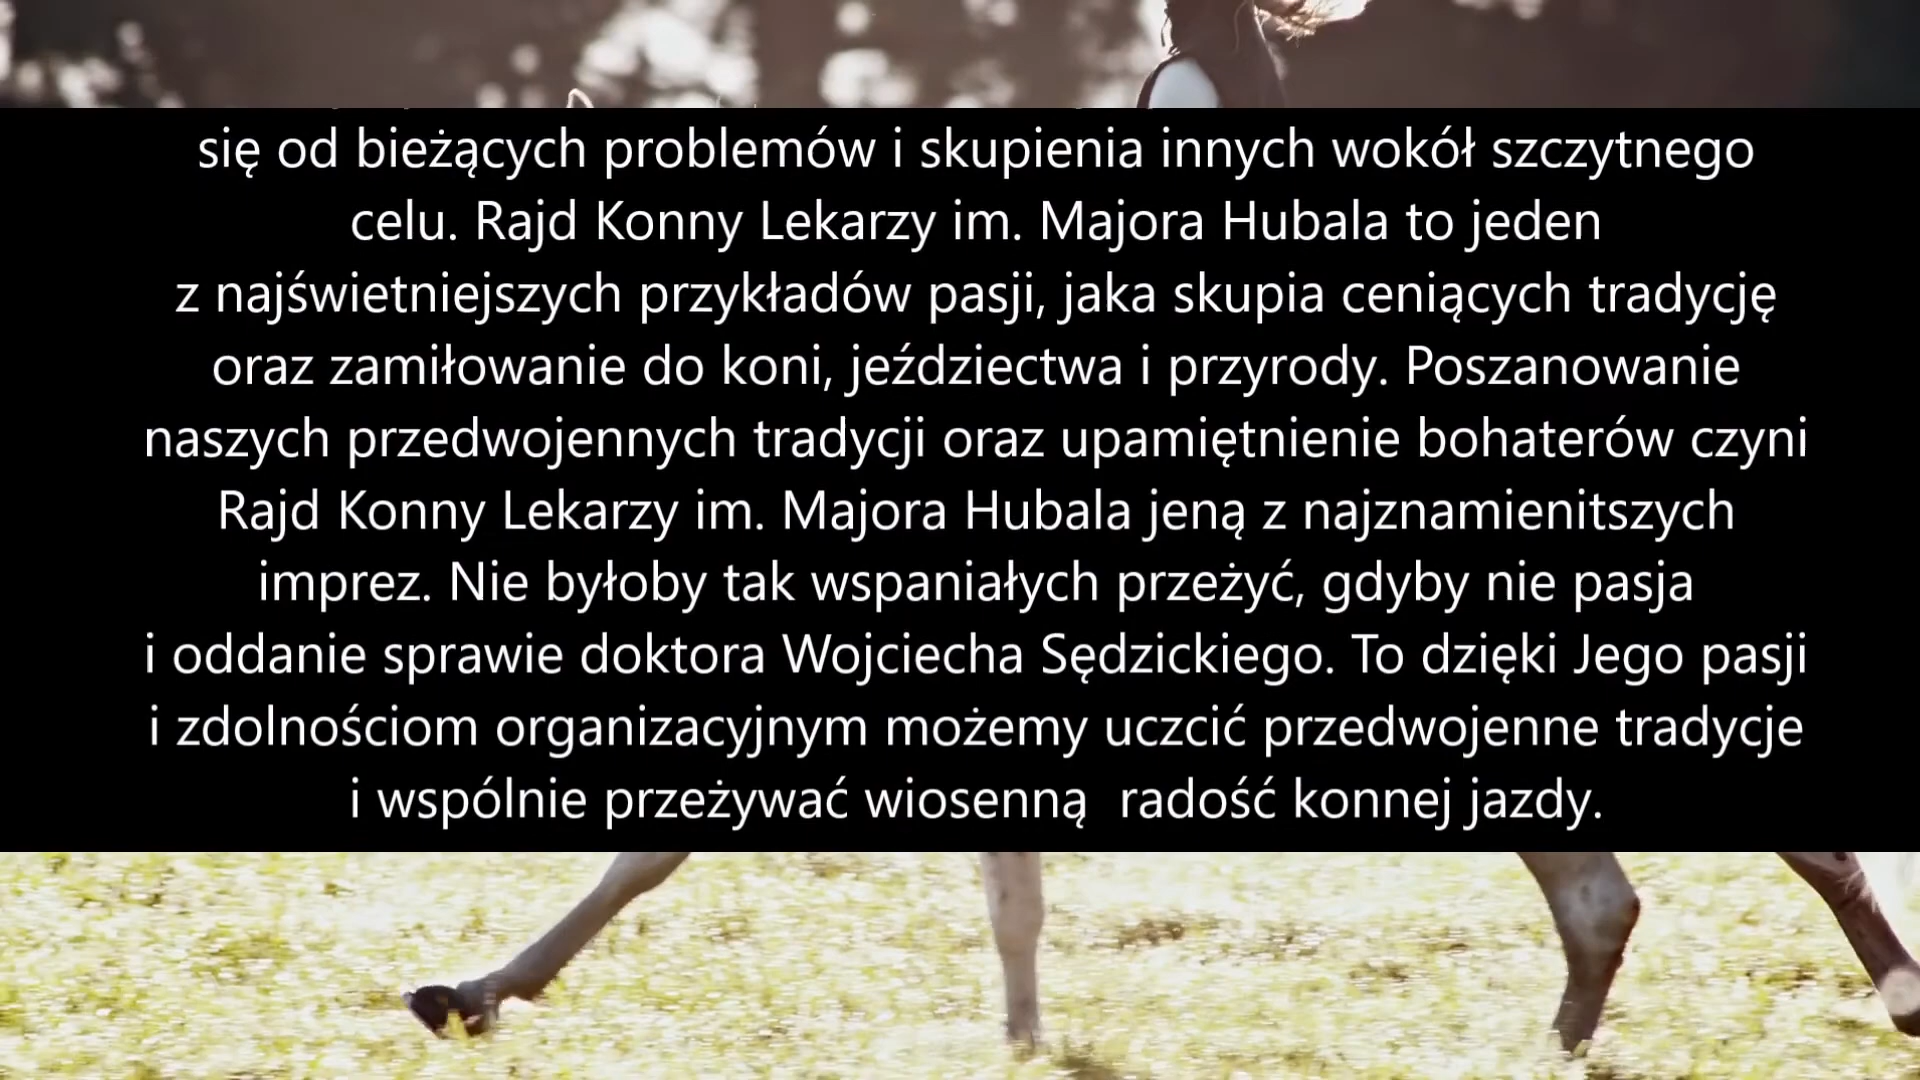 się od bieżących problemów i skupienia innych wokół szczytnego
celu. Rajd Konny Lekarzy im. Majora Hubala to jeden
z najświetniejszych przykładów pasji, jaka skupia ceniących tradycję
oraz zamiłowanie do koni, jeździectwa i przyrody. Poszanowanie
naszych przedwojennych tradycji oraz upamiętnienie bohaterów czyni
Rajd Konny Lekarzy im. Majora Hubala jeną z najznamienitszych
imprez. Nie byłoby tak wspaniałych przeżyć, gdyby nie pasja
i oddanie sprawie doktora Wojciecha Sędzickiego. To dzięki Jego pasji
i zdolnościom organizacyjnym możemy uczcić przedwojenne tradycje
i wspólnie przeżywać wiosenną  radość konnej jazdy.